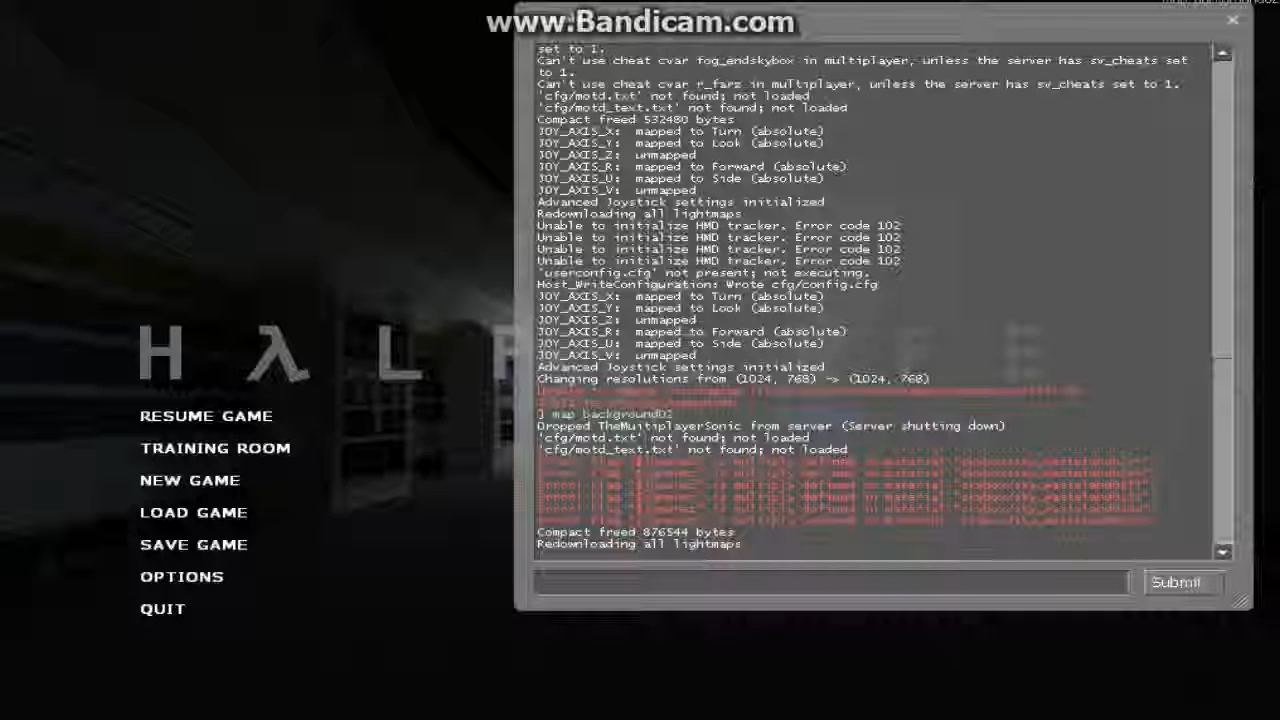 www.Bandicam.com
set to 1.
Can't use cheat cvar fog_endskybox in multiplayer, unless the server has sv_cheats set
to 1.
Can't use cheat cvar r_farz in multiplayer, unless the server has sv_cheats set to 1.
'cfg/motd.txt' not found; not loaded
'cfg/motd_text.txt' not found; not loaded
Compact freed 532480 bytes
JOY_AXIS_X: mapped to Turn (absolute)
JOY_AXIS_Y: mapped to Look (absolute)
JOY_AXIS_Z: unmapped
JOY_AXIS_R: mapped to Forward (absolute)
JOY_AXIS_U: mapped to Side (absolute)
JOY_AXIS_V: unmapped
Advanced Joystick settings initialized
Redownloading all lightmaps
Unable to initialize HMD tracker. Error code 102
Unable to initialize HMD tracker. Error code 102
Unable to initialize HMD tracker. Error code 102
Unable to initialize HMD tracker. Error code 102
'userconfig.cfg' not present; not executing.
Host_WriteConfiguration: Wrote cfg/config.cfg
JOY_AXIS_X: mapped to Turn (absolute)
JOY_AXIS_Y: mapped to Look (absolute)
JOY_AXIS_Z: unmapped
JOY_AXIS_R: mapped to Forward (absolute)
JOY_AXIS_U: mapped to Side (absolute)
JOY_AXIS_V: unmapped
Advanced Joystick settings initialized
Changing resolutions from (1024, 768) -> (1024, 768)
] map background02
Dropped TheMultiplayerSonic from server (Server shutting down)
'cfg/motd.txt' not found; not loaded
'cfg/motd_text.txt' not found; not loaded
Compact freed 876544 bytes
Redownloading all lightmaps
Submit
HλLF
RESUME GAME
TRAINING ROOM
NEW GAME
LOAD GAME
SAVE GAME
OPTIONS
QUIT